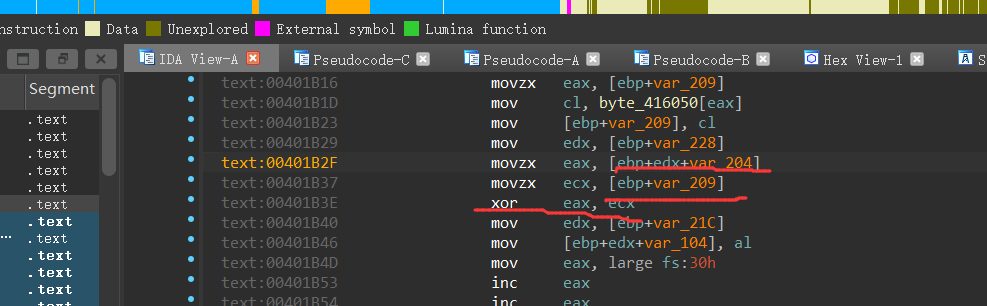 nstruction Data Unexplored External symbol Lumina function
IDA View-A Pseudocode-C Pseudocode-A Pseudocode-B Hex View-1 A S
Segment
.text
.text
.text
.text
.text
.text
.text
.text
.text
.text
text:00401B16 movzx eax, [ebp+var_209]
text:00401B1D mov cl, byte_416050[eax]
text:00401B23 mov [ebp+var_209], cl
text:00401B29 mov edx, [ebp+var_228]
text:00401B2F movzx eax, [ebp+edx+var_204]
text:00401B37 movzx ecx, [ebp+var_209]
text:00401B3E xor eax, ecx
text:00401B40 mov edx, [ebp+var_21C]
text:00401B46 mov [ebp+edx+var_104], al
text:00401B4D mov eax, large fs:30h
text:00401B53 inc eax
text:00401B54 inc eax